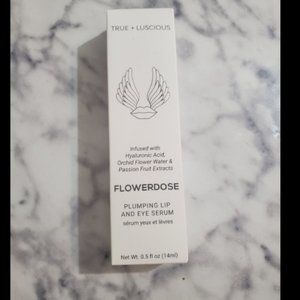 TRUE + LUSCIOUS
Infused with
Hyaluronic Acid,
Orchid Flower Water &
Passion Fruit Extracts
FLOWERDOSE
PLUMPING LIP
AND EYE SERUM
sérum yeux et lèvres
Net Wt. 0.5 fl oz (14ml)